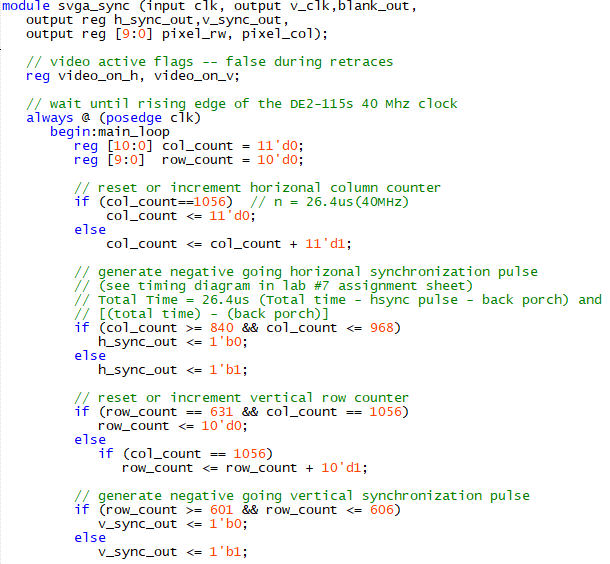 module svga_sync (input clk, output v_clk,blank_out,
output reg h_sync_out,v_sync_out,
output reg [9:0] pixel_rw, pixel_col);
// video active flags -- false during retraces
reg video_on_h, video_on_v;
// wait until rising edge of the DE2-115s 40 Mhz clock
always @ (posedge clk)
begin:main_loop
reg [10:0] col_count = 11'd0;
reg [9:0] row_count = 10'd0;
// reset or increment horizonal column counter
if (col_count==1056) // n = 26.4us(40MHz)
col_count <= 11'd0;
else
col_count <= col_count + 11'd1;
// generate negative going horizonal synchronization pulse
// (see timing diagram in lab #7 assignment sheet)
// Total Time = 26.4us (Total time - hsync pulse - back porch) and
// [(total time) - (back porch)]
if (col_count >= 840 && col_count <= 968)
h_sync_out <= 1'b0;
else
h_sync_out <= 1'b1;
// reset or increment vertical row counter
if (row_count == 631 && col_count == 1056)
row_count <= 10'd0;
else
if (col_count == 1056)
row_count <= row_count + 10'd1;
// generate negative going vertical synchronization pulse
if (row_count >= 601 && row_count <= 606)
v_sync_out <= 1'b0;
else
v_sync_out <= 1'b1;